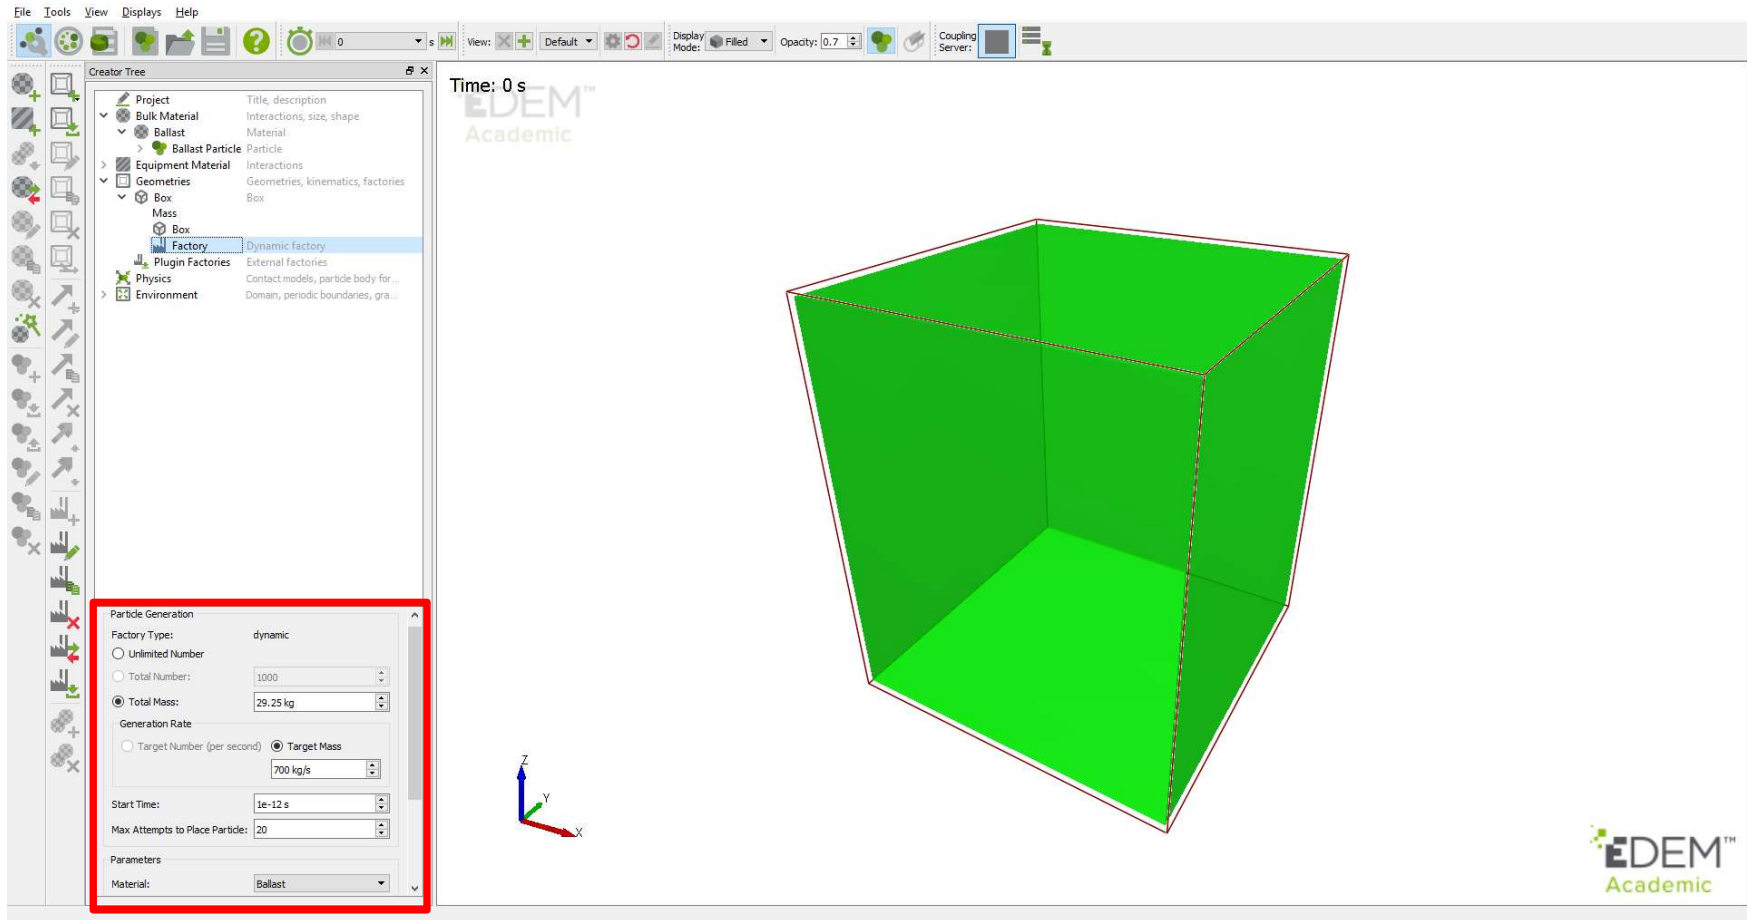 File Tools View Displays Help
0 s View: Default Display Mode: Filled Opacity: 0.7 Coupling Server:
Creator Tree
Project Title, description
Bulk Material Interactions, size, shape
Ballast Material
Ballast Particle Particle
Equipment Material Interactions
Geometries Geometries, kinematics, factories
Box Box
Mass
Box
Factory Dynamic factory
Plugin Factories External factories
Physics Contact models, particle body for...
Environment Domain, periodic boundaries, gra...
Particle Generation
Factory Type: dynamic
Unlimited Number
Total Number: 1000
Total Mass: 29.25 kg
Generation Rate
Target Number (per second) Target Mass
700 kg/s
Start Time: 1e-12 s
Max Attempts to Place Particle: 20
Parameters
Material: Ballast
Time: 0 s
EDEM™
Academic
Z
Y
X
EDEM™
Academic